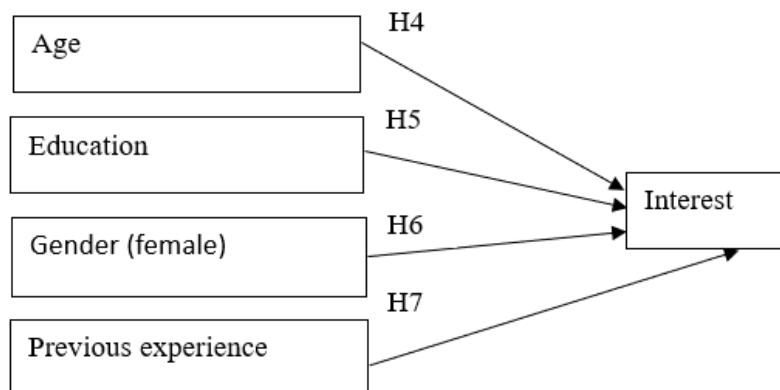 H4
Age
H5
Education
Interest
H6
Gender (female)
H7
Previous experience